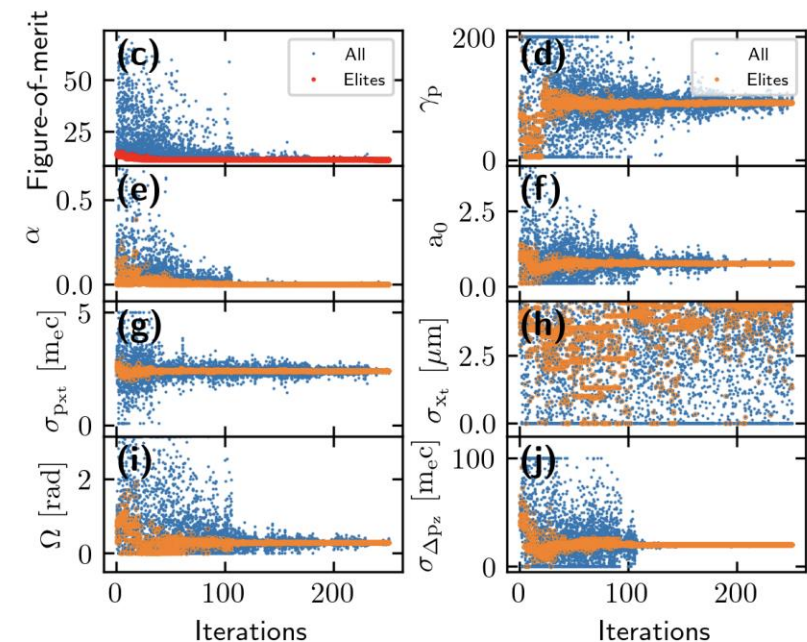 (c)
All
Elites
Figure-of-merit
50
25
(d)
All
Elites
γp
200
100
0
(e)
α
0.5
0.0
(f)
a0
2.5
0.0
(g)
σpxt [mec]
5
0
(h)
σxt [μm]
2.5
0.0
(i)
Ω [rad]
2
0
(j)
σΔpz [mec]
100
0
0 100 200
Iterations
0 100 200
Iterations